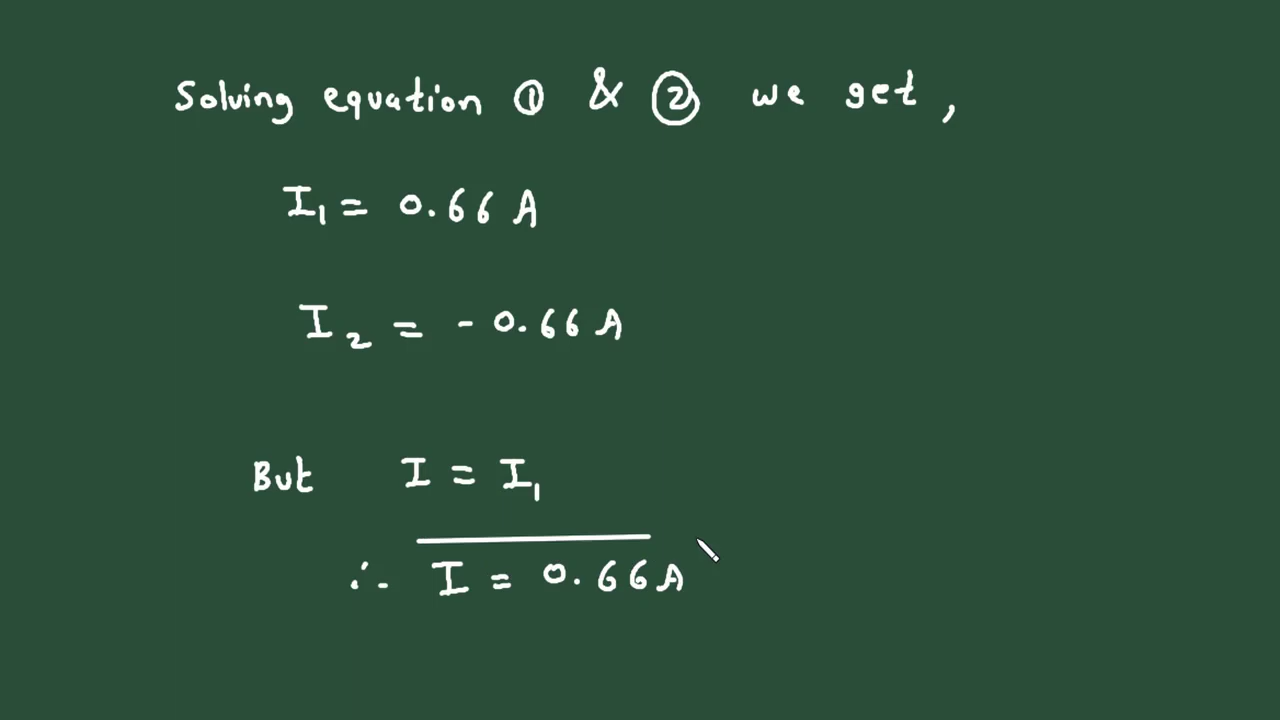 Solving equation ① & ② we get,
I₁ = 0.66 A
I₂ = - 0.66 A
But I = I₁
∴ I = 0.66A